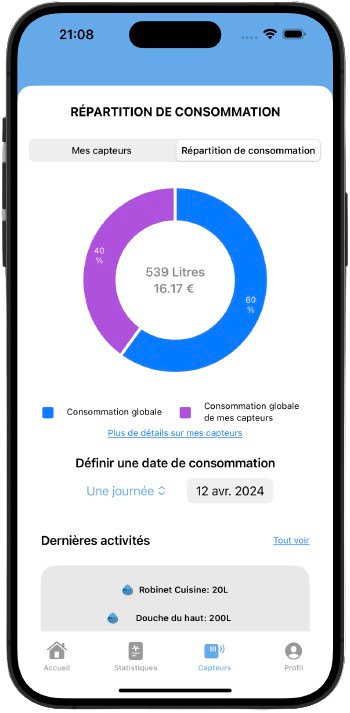 21:08
RÉPARTITION DE CONSOMMATION
Mes capteurs
Répartition de consommation
40
%
539 Litres
16.17 €
60
%
Consommation globale
Consommation globale
de mes capteurs
Plus de détails sur mes capteurs
Définir une date de consommation
Une journée
12 avr. 2024
Dernières activités
Tout voir
Robinet Cuisine: 20L
Douche du haut: 200L
Accueil
Statistiques
Capteurs
Profil